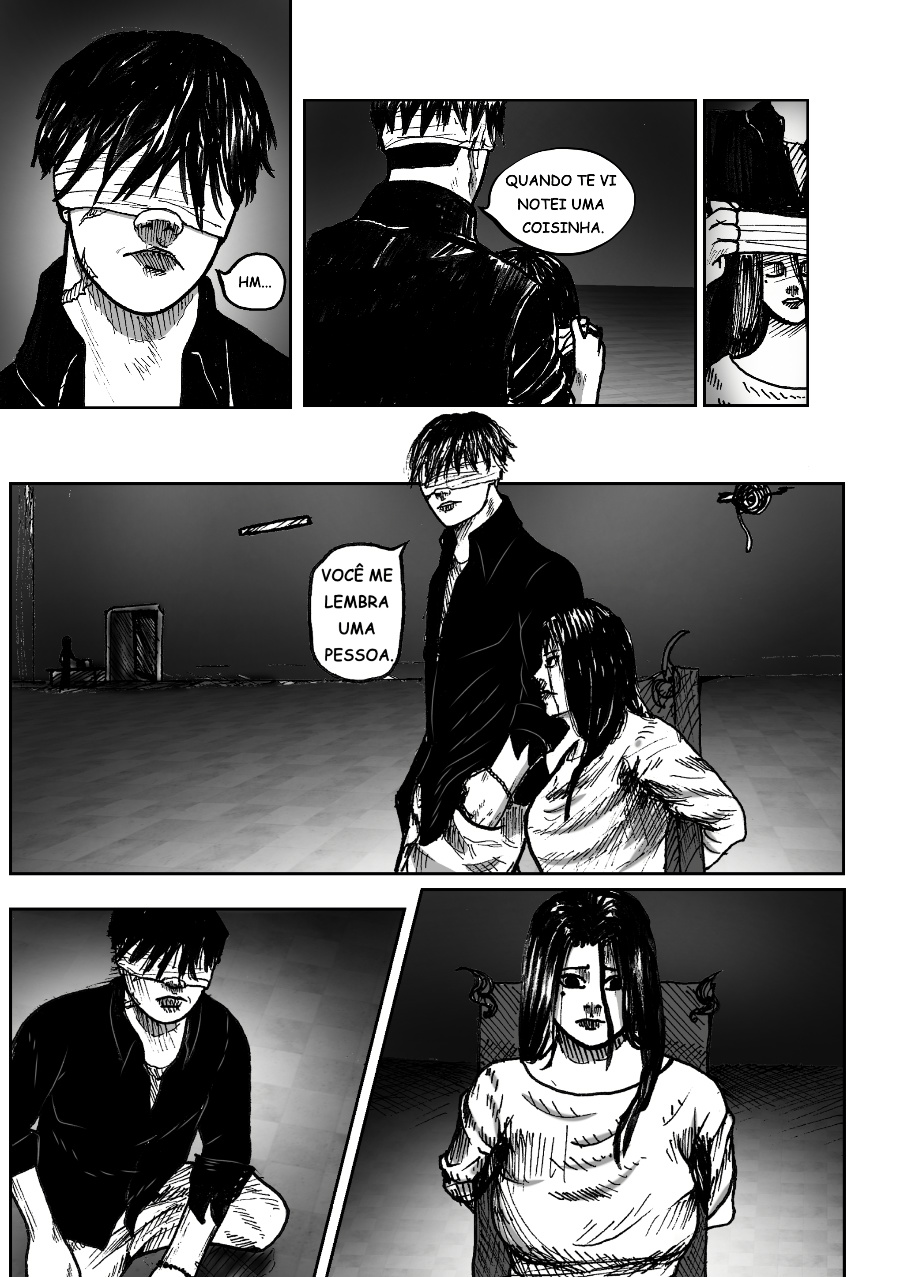 HM...
QUANDO TE VI
NOTEI UMA
COISINHA.
VOCÊ ME
LEMBRA
UMA
PESSOA.